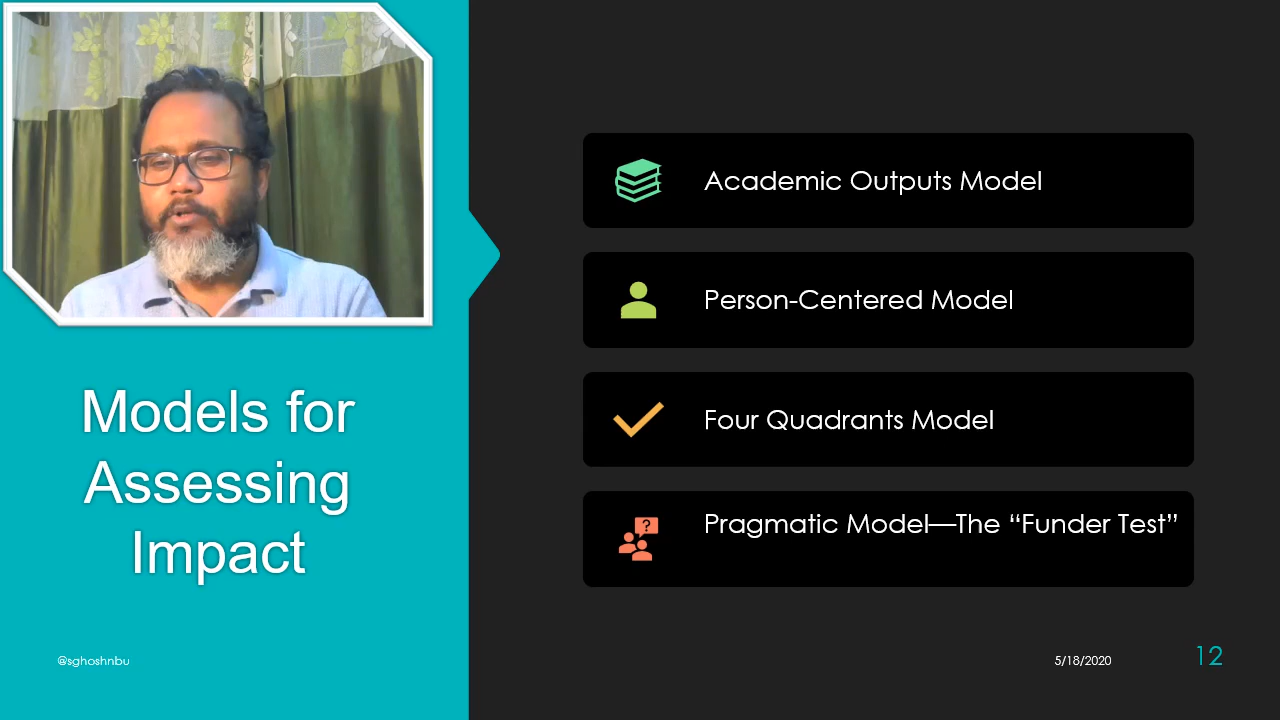 Models for
Assessing
Impact
Academic Outputs Model
Person-Centered Model
Four Quadrants Model
Pragmatic Model—The “Funder Test”
?
@sghoshnbu
5/18/2020
12